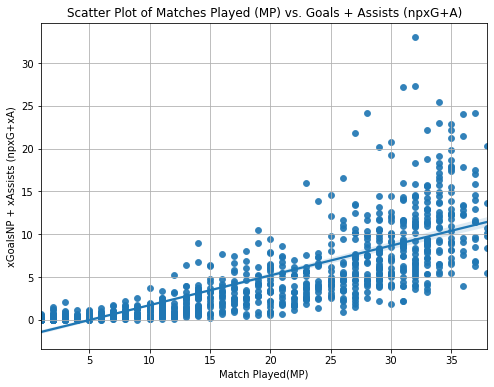 Scatter Plot of Matches Played (MP) vs. Goals + Assists (npxG+A)
xGoalsNP + xAssists (npxG+xA)
30
25
20
15
10
5
0
5 10 15 20 25 30 35
Match Played(MP)